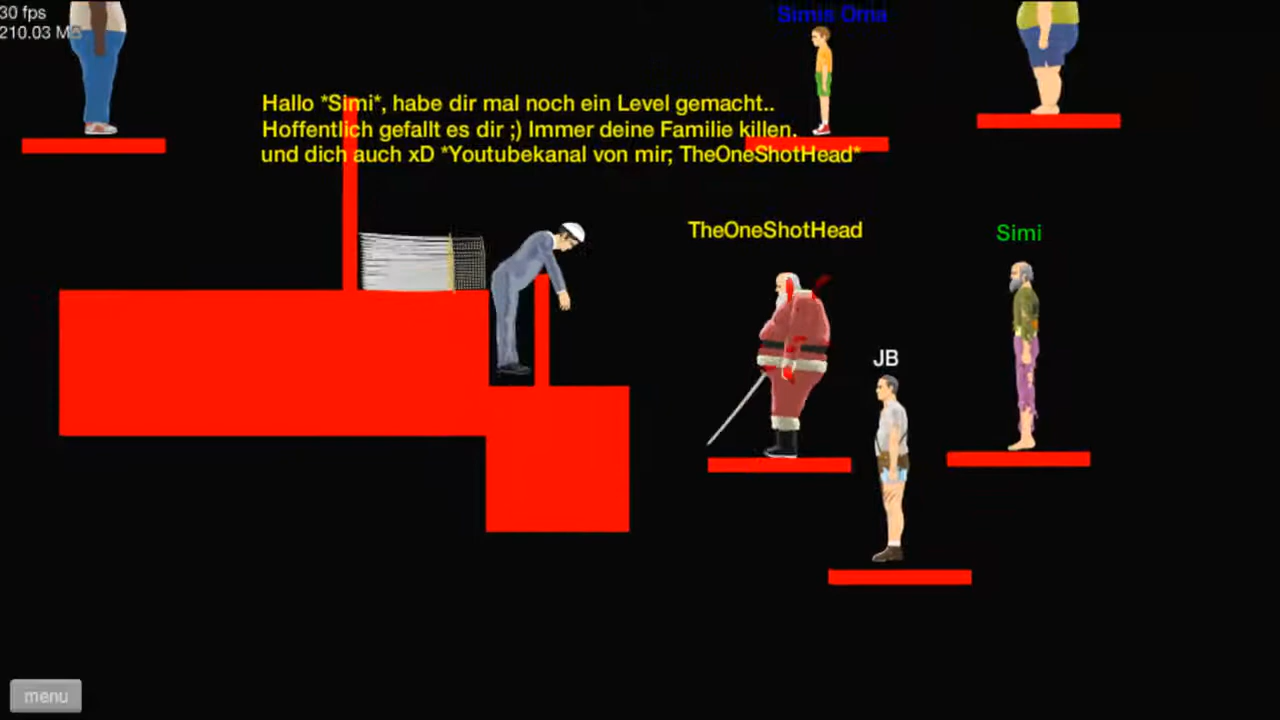 30 fps
210.03 MB
Simis Oma
Hallo *Simi*, habe dir mal noch ein Level gemacht..
Hoffentlich gefallt es dir ;) Immer deine Familie killen.
und dich auch xD *Youtubekanal von mir; TheOneShotHead*
TheOneShotHead
Simi
JB
menu